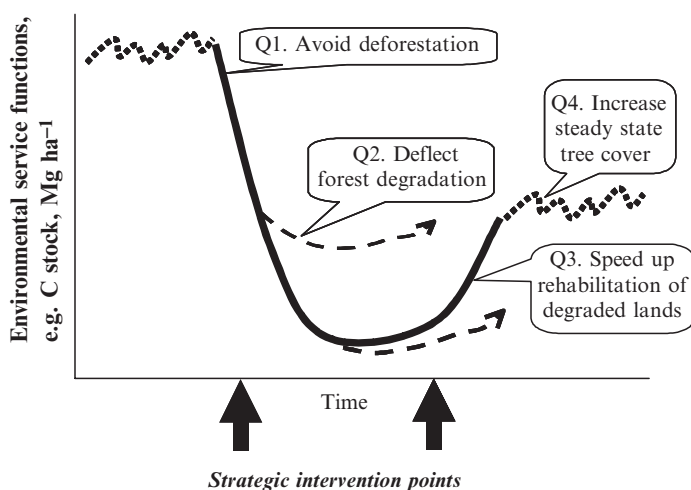 Environmental service functions,
e.g. C stock, Mg ha⁻¹
Q1. Avoid deforestation
Q2. Deflect
forest degradation
Q4. Increase
steady state
tree cover
Q3. Speed up
rehabilitation of
degraded lands
Time
Strategic intervention points